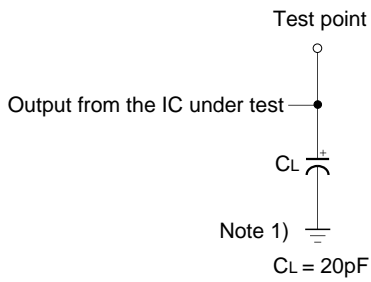 Test point
Output from the IC under test
+
CL
Note 1)
CL = 20pF